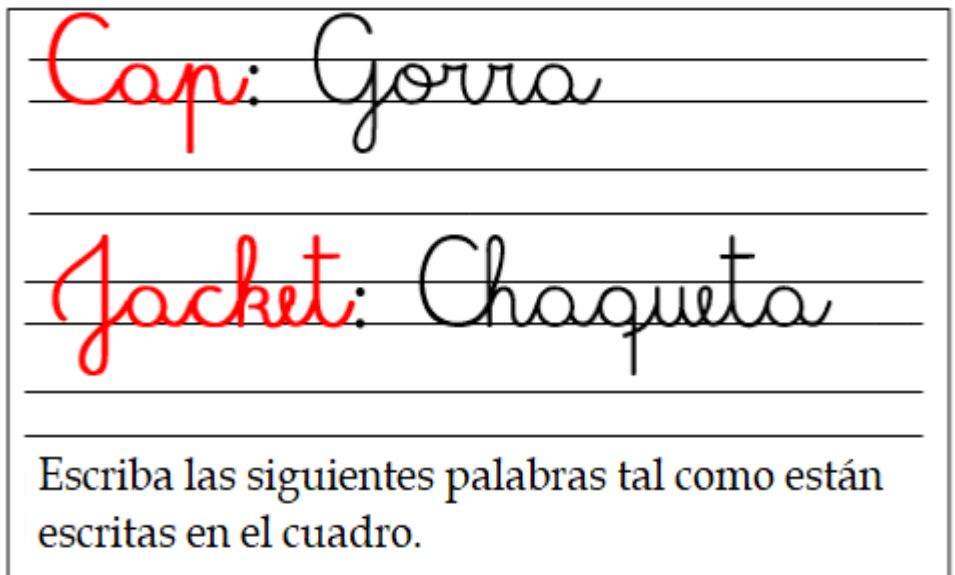 Cap: Gorra
Jacket: Chaqueta
Escriba las siguientes palabras tal como están
escritas en el cuadro.